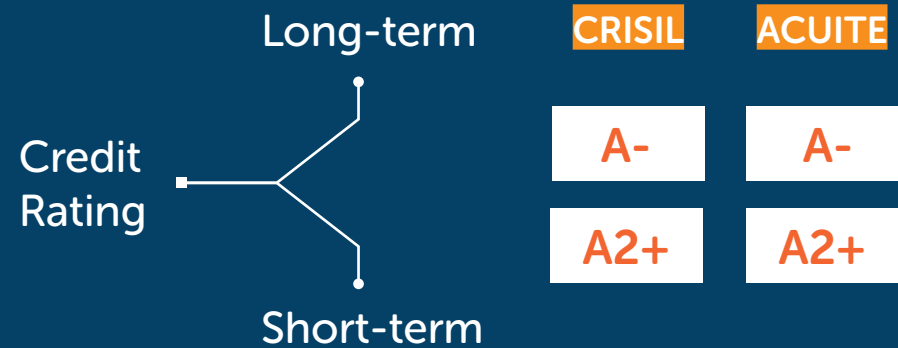 Long-term
CRISIL
ACUITE
Credit
Rating
A-
A-
A2+
A2+
Short-term